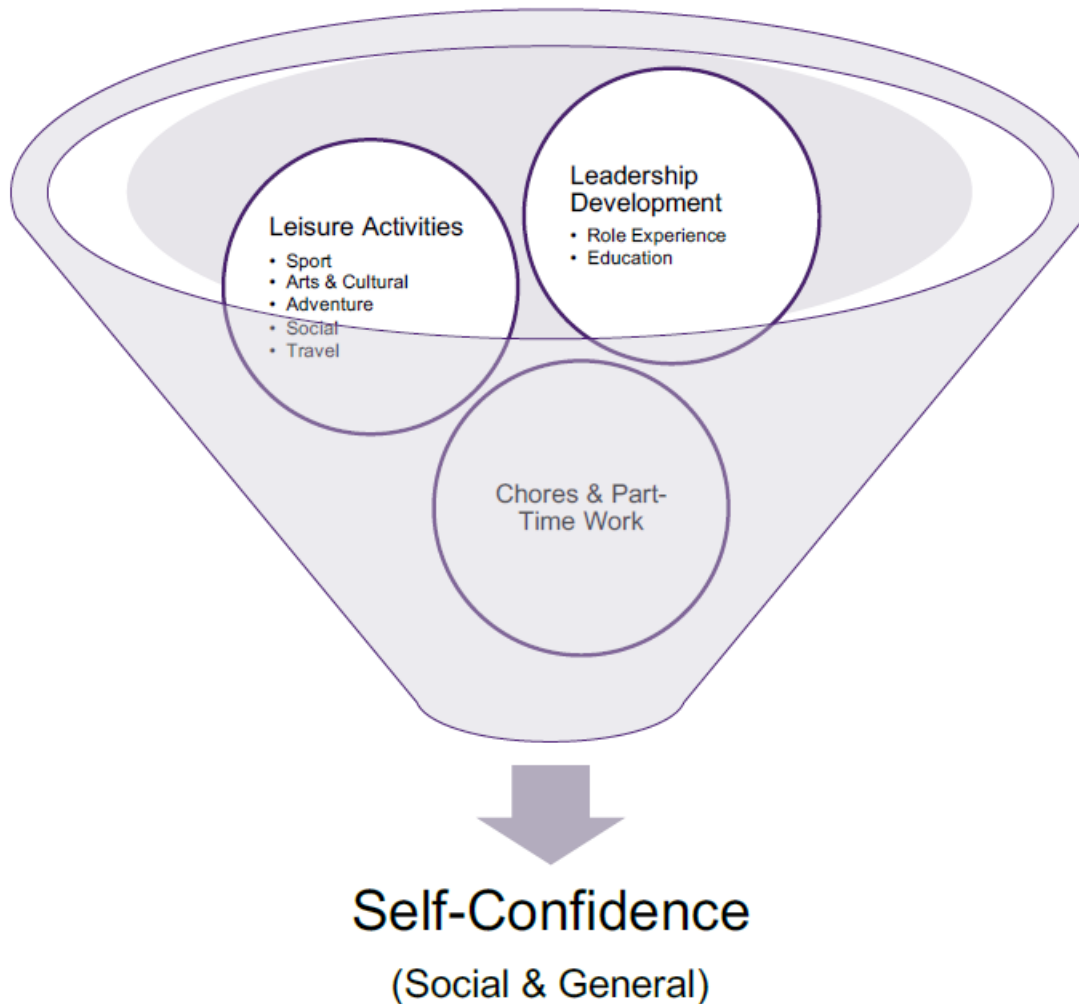 Leadership
Development
• Role Experience
• Education
Leisure Activities
• Sport
• Arts & Cultural
• Adventure
• Social
• Travel
Chores & Part-
Time Work
Self-Confidence
(Social & General)